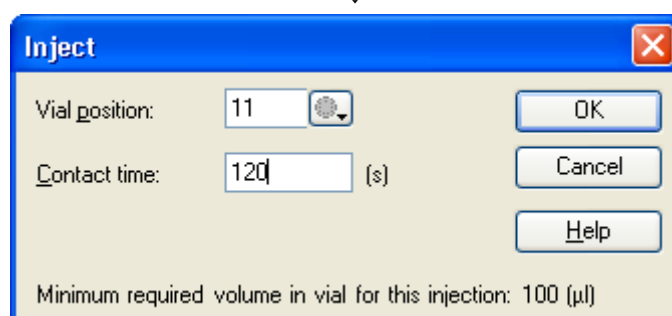 Inject
Vial position: 11 OK
Contact time: 120 (s) Cancel
Help
Minimum required volume in vial for this injection: 100 (µl)